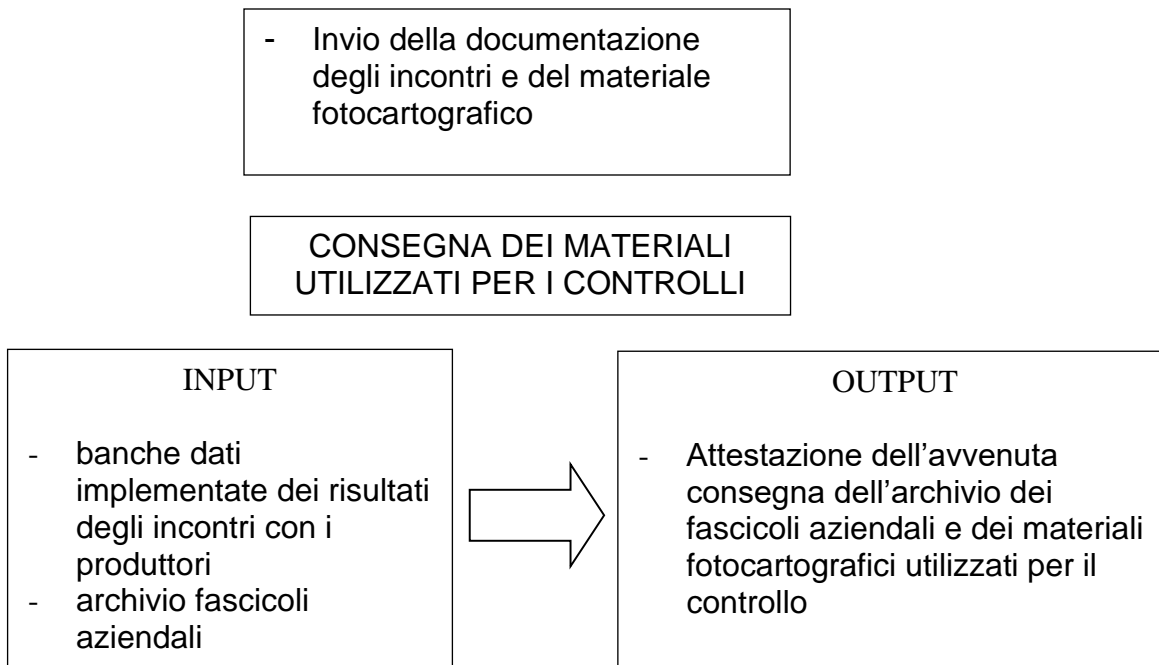 - Invio della documentazione
degli incontri e del materiale
fotocartografico
CONSEGNA DEI MATERIALI
UTILIZZATI PER I CONTROLLI
INPUT
- banche dati
implementate dei risultati
degli incontri con i
produttori
- archivio fascicoli
aziendali
OUTPUT
- Attestazione dell’avvenuta
consegna dell’archivio dei
fascicoli aziendali e dei materiali
fotocartografici utilizzati per il
controllo